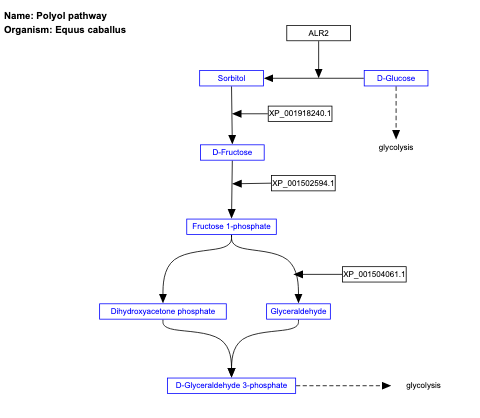 Name: Polyol pathway
Organism: Equus caballus
ALR2
Sorbitol
D-Glucose
XP_001918240.1
glycolysis
D-Fructose
XP_001502594.1
Fructose 1-phosphate
XP_001504061.1
Dihydroxyacetone phosphate
Glyceraldehyde
D-Glyceraldehyde 3-phosphate
glycolysis